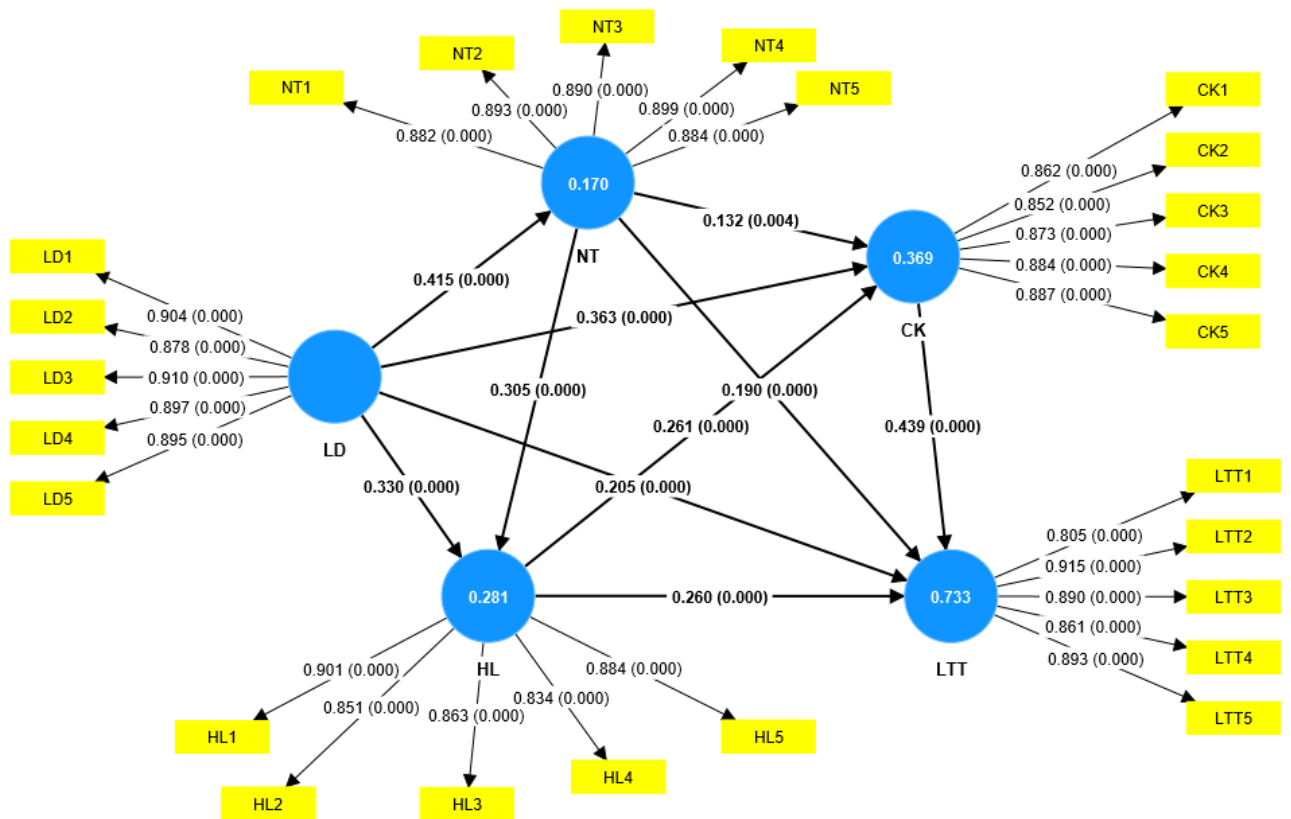 NT3
NT2
NT4
NT1
NT5
0.890 (0.000)
0.893 (0.000)
0.899 (0.000)
0.882 (0.000)
0.884 (0.000)
0.170
NT
CK1
CK2
CK3
CK4
CK5
0.862 (0.000)
0.852 (0.000)
0.873 (0.000)
0.884 (0.000)
0.887 (0.000)
0.369
CK
0.132 (0.004)
0.415 (0.000)
0.363 (0.000)
LD1
LD2
LD3
LD4
LD5
0.904 (0.000)
0.878 (0.000)
0.910 (0.000)
0.897 (0.000)
0.895 (0.000)
LD
0.305 (0.000)
0.190 (0.000)
0.261 (0.000)
0.439 (0.000)
0.330 (0.000)
0.205 (0.000)
0.260 (0.000)
0.281
HL
0.901 (0.000)
0.851 (0.000)
0.863 (0.000)
0.834 (0.000)
0.884 (0.000)
HL1
HL2
HL3
HL4
HL5
0.733
LTT
0.805 (0.000)
0.915 (0.000)
0.890 (0.000)
0.861 (0.000)
0.893 (0.000)
LTT1
LTT2
LTT3
LTT4
LTT5